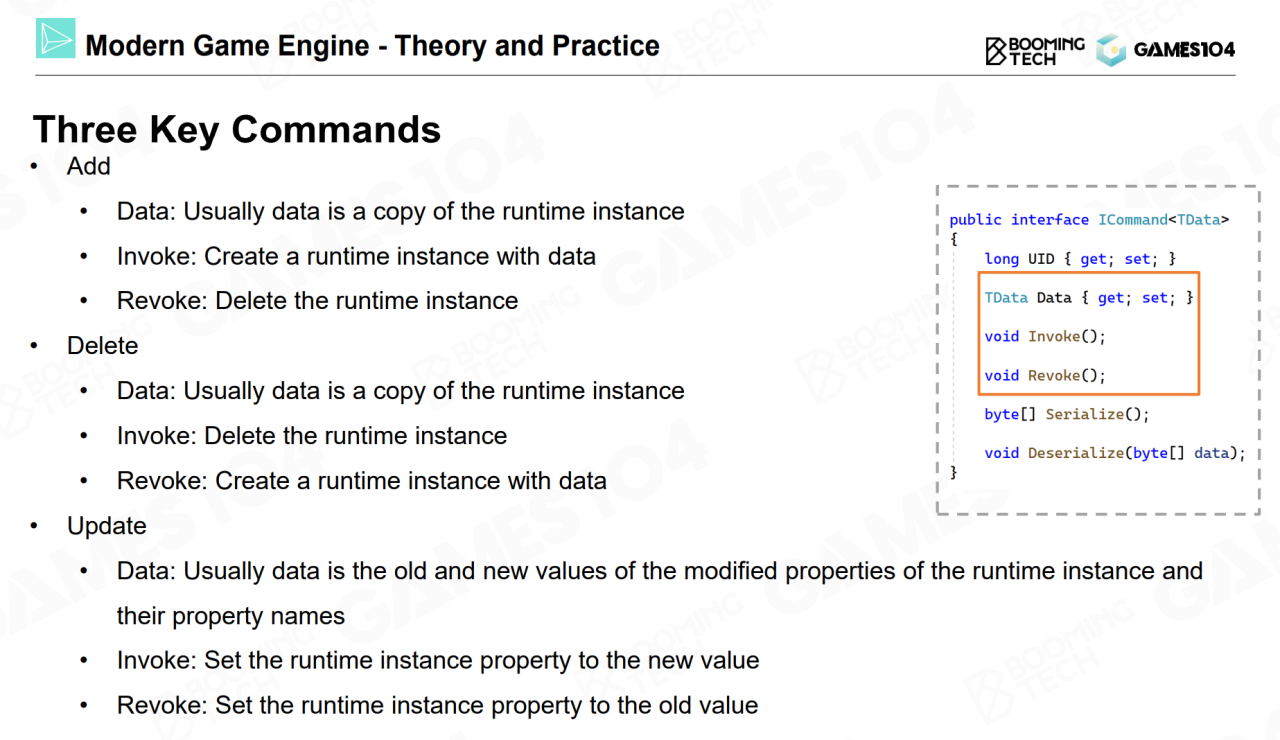 Modern Game Engine - Theory and Practice
BOOMING
TECH
GAMES104
Three Key Commands
• Add
• Data: Usually data is a copy of the runtime instance
• Invoke: Create a runtime instance with data
• Revoke: Delete the runtime instance
• Delete
• Data: Usually data is a copy of the runtime instance
• Invoke: Delete the runtime instance
• Revoke: Create a runtime instance with data
• Update
• Data: Usually data is the old and new values of the modified properties of the runtime instance and
their property names
• Invoke: Set the runtime instance property to the new value
• Revoke: Set the runtime instance property to the old value
public interface ICommand<TData>
{
long UID { get; set; }
TData Data { get; set; }
void Invoke();
void Revoke();
byte[] Serialize();
void Deserialize(byte[] data);
}